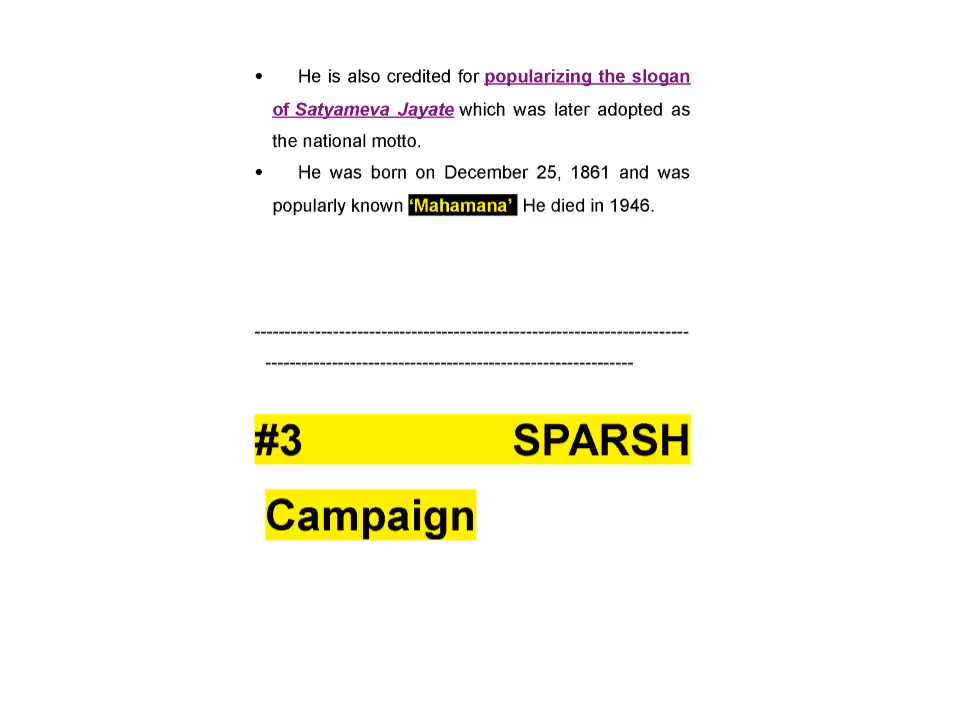 • He is also credited for popularizing the slogan
of Satyameva Jayate which was later adopted as
the national motto.
• He was born on December 25, 1861 and was
popularly known ‘Mahamana’ He died in 1946.
------------------------------------------------------------------------
-------------------------------------------------------------
#3 SPARSH
Campaign